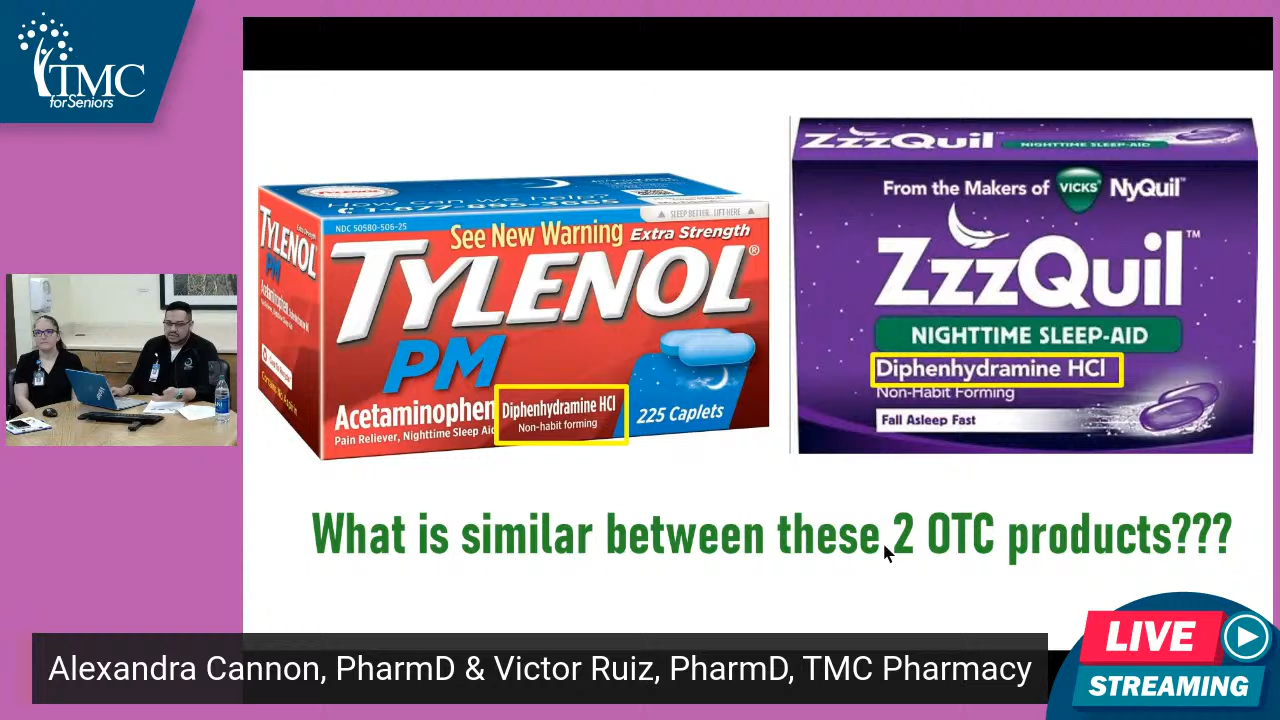 TMC
for Seniors
TYLENOL
PM
NDC 50580-506-25
SLEEP BETTER. LIFT HERE
See New Warning
Extra Strength
TYLENOL®
PM
Acetaminophen
Diphenhydramine HCl
Pain Reliever, Nighttime Sleep Aid
Non-habit forming
225 Caplets
ZzzQuil
NIGHTTIME SLEEP-AID
From the Makers of VICKS® NyQuil™
ZzzQuil™
NIGHTTIME SLEEP-AID
Diphenhydramine HCl
Non-Habit Forming
Fall Asleep Fast
What is similar between these 2 OTC products???
Alexandra Cannon, PharmD & Victor Ruiz, PharmD, TMC Pharmacy
LIVE
STREAMING